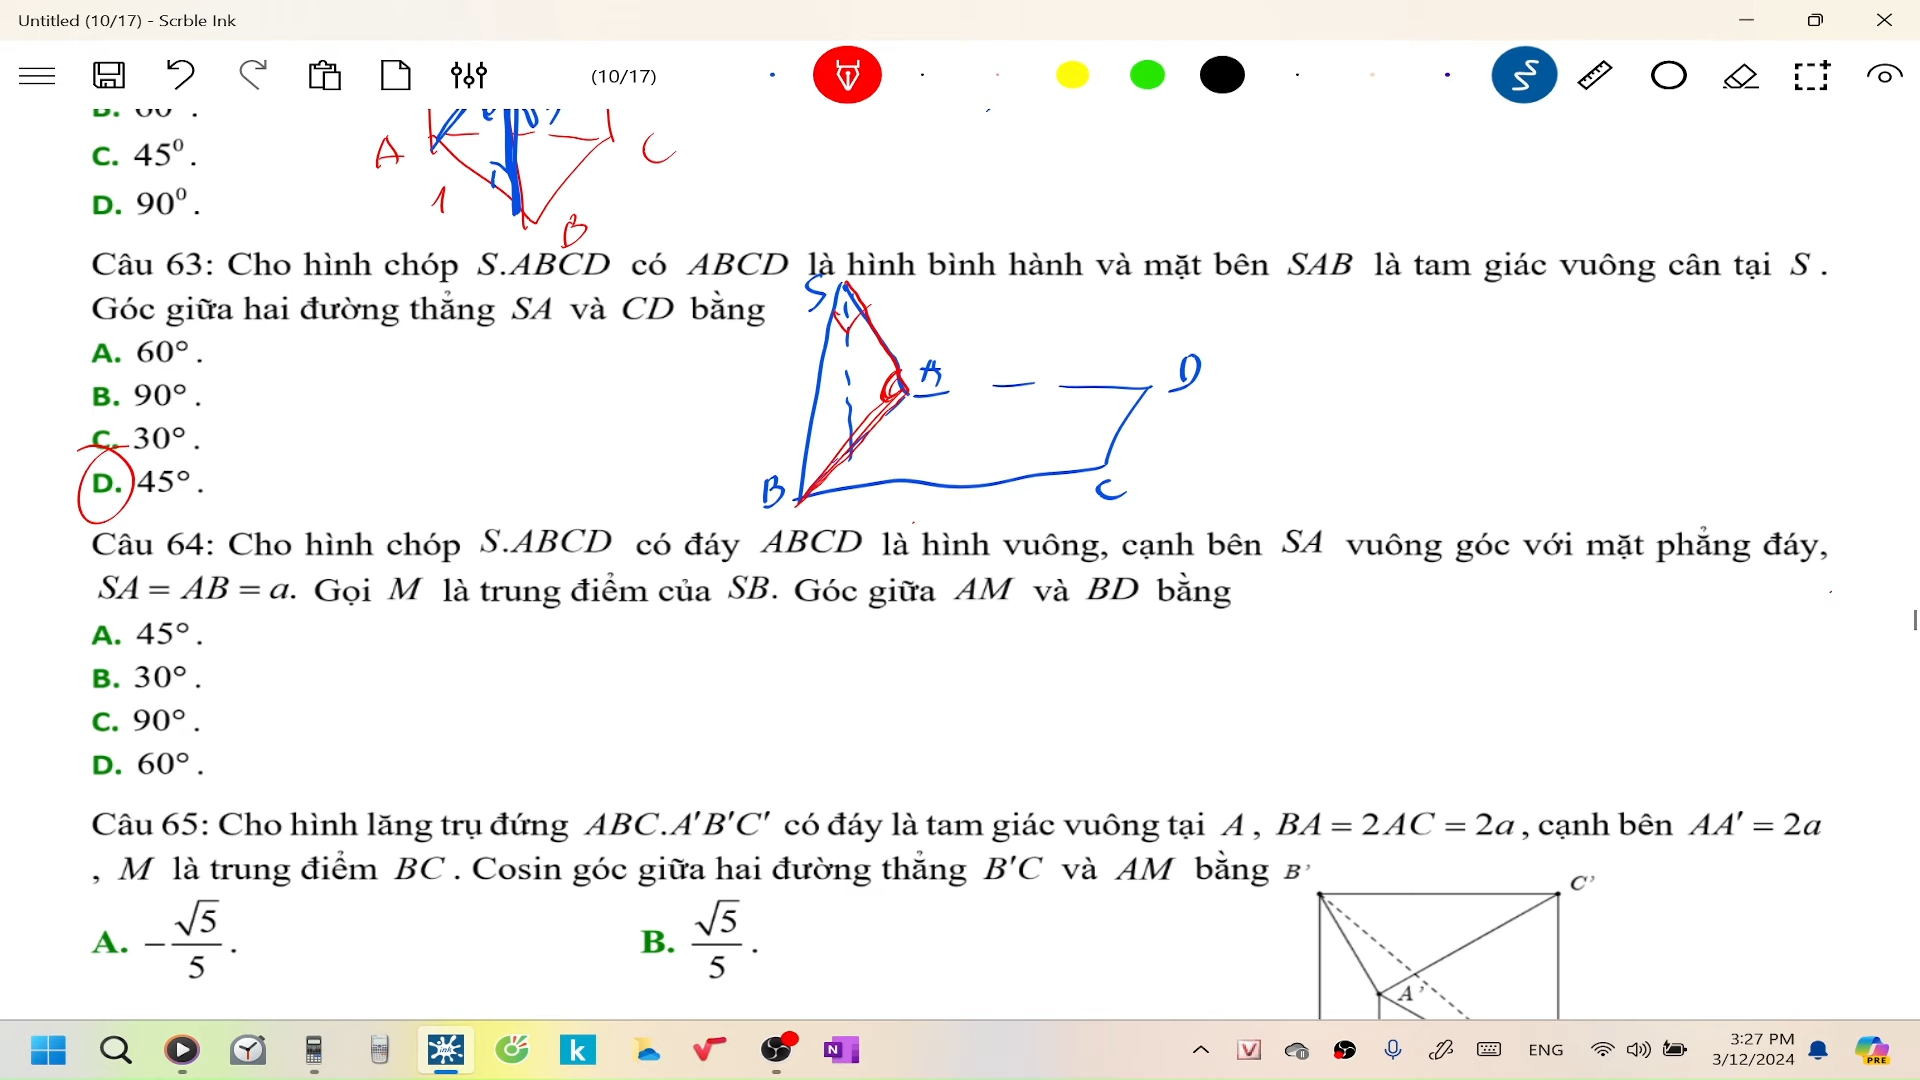 Untitled (10/17) - Scrble Ink
(10/17)
C. 45⁰ .
D. 90⁰ .
A
C
1
B
Câu 63: Cho hình chóp S.ABCD có ABCD là hình bình hành và mặt bên SAB là tam giác vuông cân tại S .
Góc giữa hai đường thẳng SA và CD bằng
A. 60° .
B. 90° .
C. 30° .
D. 45° .
S
A
D
B
C
Câu 64: Cho hình chóp S.ABCD có đáy ABCD là hình vuông, cạnh bên SA vuông góc với mặt phẳng đáy,
SA = AB = a. Gọi M là trung điểm của SB. Góc giữa AM và BD bằng
A. 45° .
B. 30° .
C. 90° .
D. 60° .
Câu 65: Cho hình lăng trụ đứng ABC.A'B'C' có đáy là tam giác vuông tại A , BA = 2AC = 2a , cạnh bên AA' = 2a
, M là trung điểm BC . Cosin góc giữa hai đường thẳng B'C và AM bằng
B'
C'
A. -√5/5 .
B. √5/5 .
A'
ENG
3:27 PM
3/12/2024
PRE